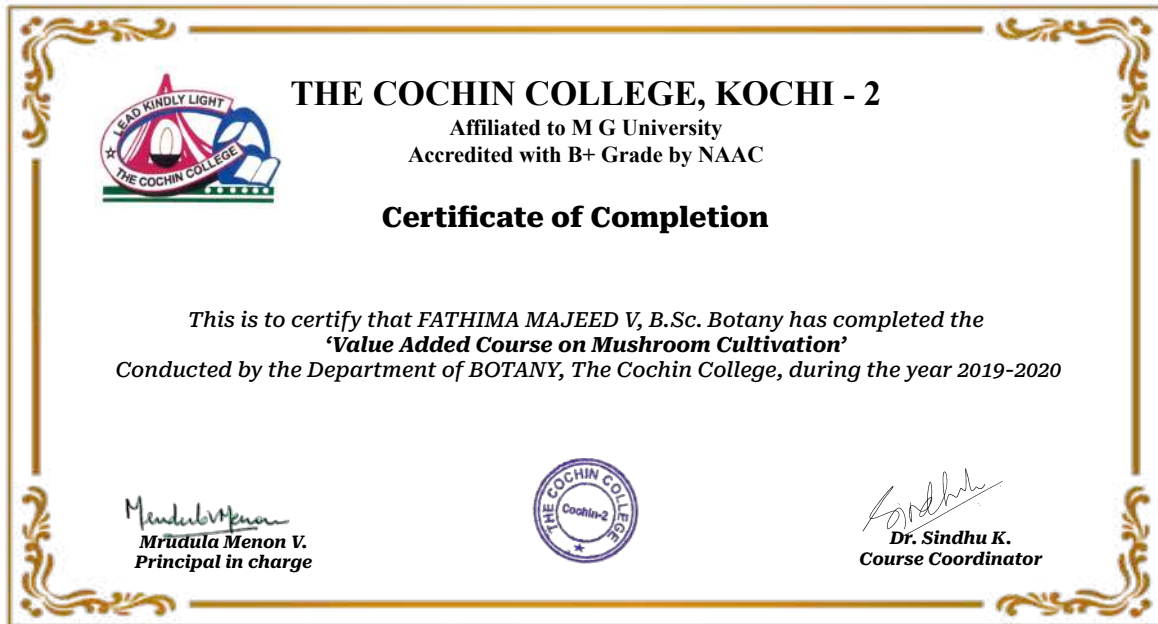 LEAD KINDLY LIGHT
THE COCHIN COLLEGE
THE COCHIN COLLEGE, KOCHI - 2
Affiliated to M G University
Accredited with B+ Grade by NAAC
Certificate of Completion
This is to certify that FATHIMA MAJEED V, B.Sc. Botany has completed the
‘Value Added Course on Mushroom Cultivation’
Conducted by the Department of BOTANY, The Cochin College, during the year 2019-2020
Mrudula Menon V.
Principal in charge
THE COCHIN COLLEGE
Cochin-2
Sindhu
Dr. Sindhu K.
Course Coordinator